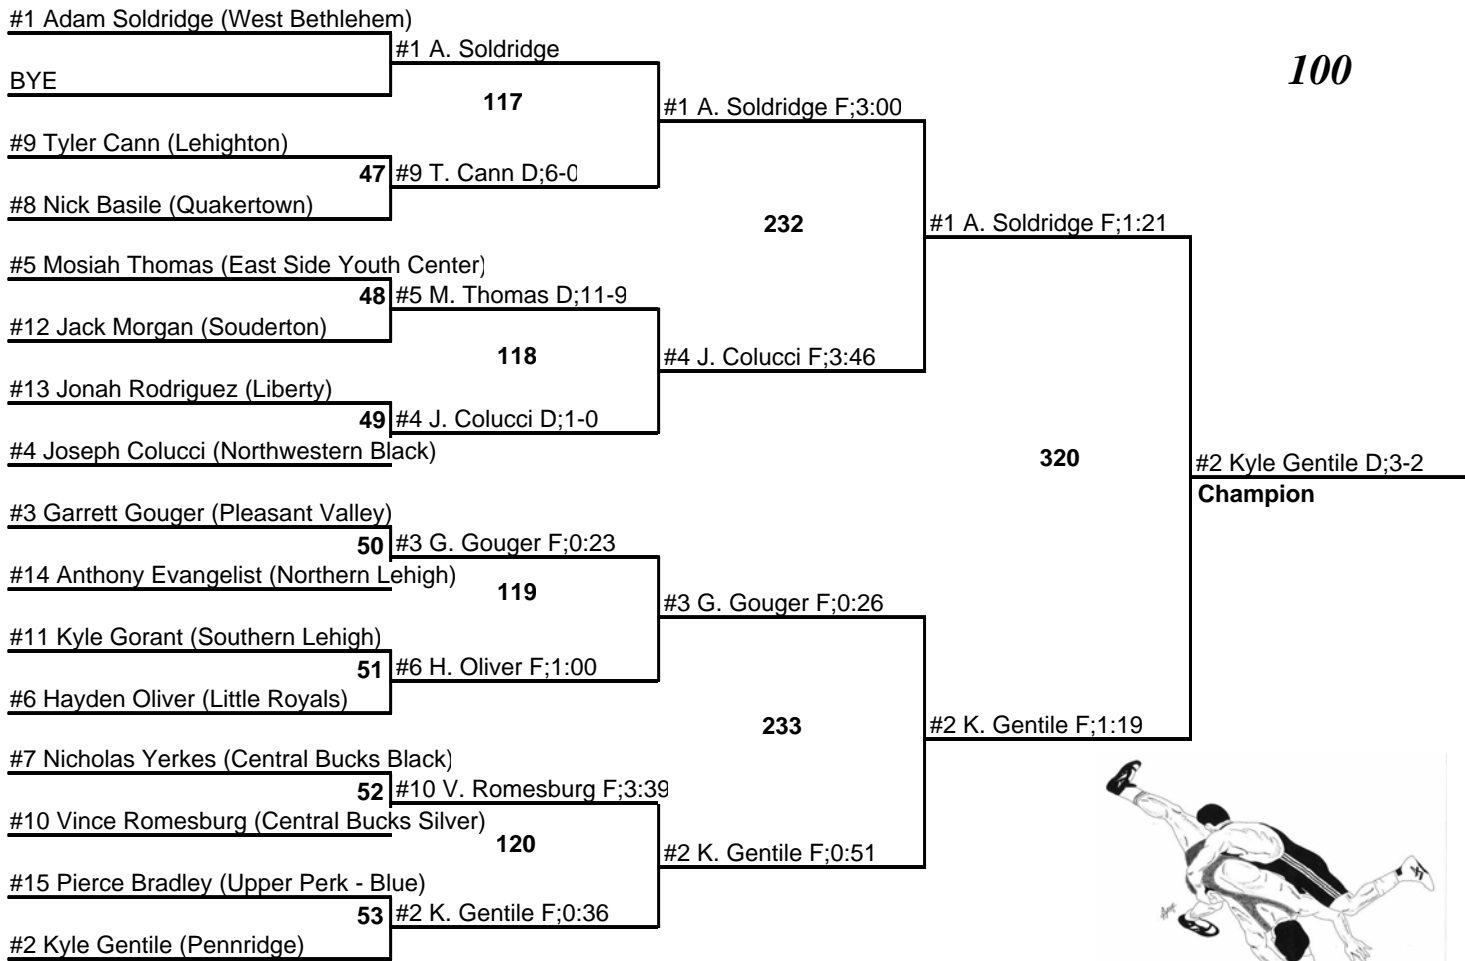 #1 Adam Soldridge (West Bethlehem)
#1 A. Soldridge
100
BYE
117
#1 A. Soldridge F;3:00
#9 Tyler Cann (Lehighton)
47
#9 T. Cann D;6-0
#8 Nick Basile (Quakertown)
232
#1 A. Soldridge F;1:21
#5 Mosiah Thomas (East Side Youth Center)
48
#5 M. Thomas D;11-9
#12 Jack Morgan (Souderton)
118
#4 J. Colucci F;3:46
#13 Jonah Rodriguez (Liberty)
49
#4 J. Colucci D;1-0
#4 Joseph Colucci (Northwestern Black)
320
#2 Kyle Gentile D;3-2
Champion
#3 Garrett Gouger (Pleasant Valley)
50
#3 G. Gouger F;0:23
#14 Anthony Evangelist (Northern Lehigh)
119
#3 G. Gouger F;0:26
#11 Kyle Gorant (Southern Lehigh)
51
#6 H. Oliver F;1:00
#6 Hayden Oliver (Little Royals)
233
#2 K. Gentile F;1:19
#7 Nicholas Yerkes (Central Bucks Black)
52
#10 V. Romesburg F;3:39
#10 Vince Romesburg (Central Bucks Silver)
120
#2 K. Gentile F;0:51
#15 Pierce Bradley (Upper Perk - Blue)
53
#2 K. Gentile F;0:36
#2 Kyle Gentile (Pennridge)